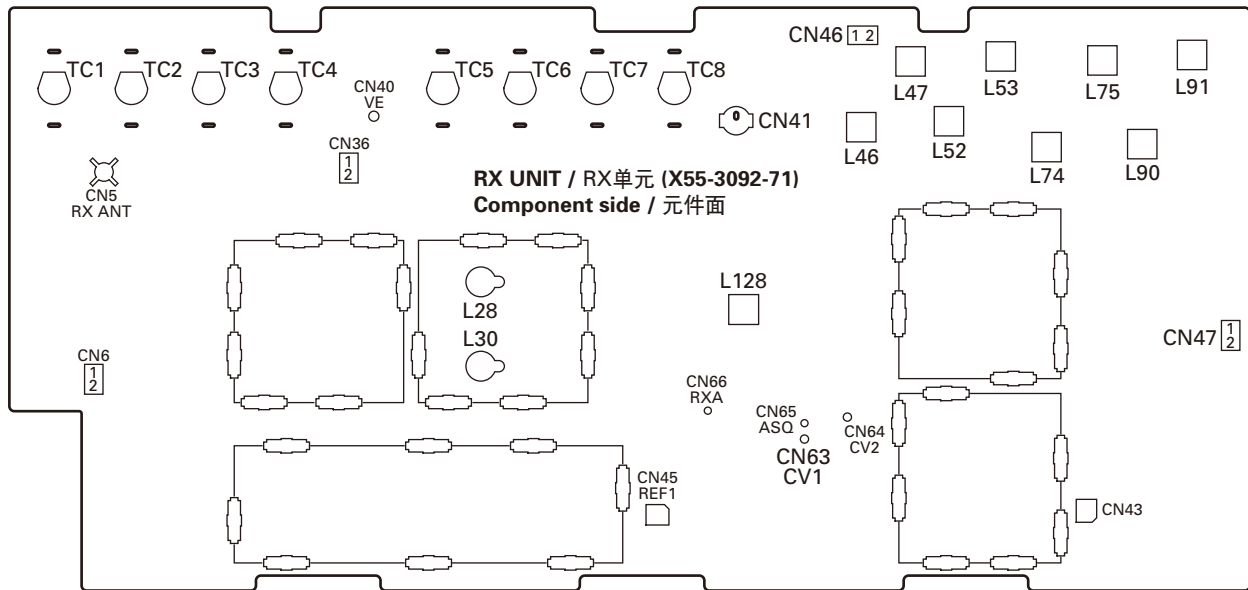 CN46 1 2
TC1 TC2 TC3 TC4 TC5 TC6 TC7 TC8
L47 L53 L75 L91
CN40
VE
CN41
L46 L52 L74 L90
CN36
1
2
CN5
RX ANT
RX UNIT / RX单元 (X55-3092-71)
Component side / 元件面
L28
L30
L128
CN47 1
2
CN6
1
2
CN66
RXA
CN65
ASQ
CN63
CV1
CN64
CV2
CN45
REF1
CN43